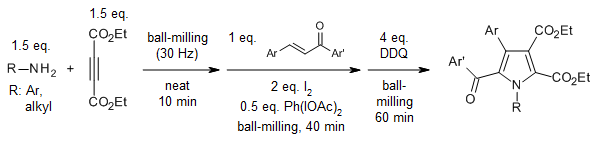 1.5 eq.
R–NH2
R: Ar,
alkyl
+
1.5 eq.
CO2Et
CO2Et
ball-milling
(30 Hz)
neat
10 min
1 eq.
O
Ar
Ar'
2 eq. I2
0.5 eq. Ph(IOAc)2
ball-milling, 40 min
4 eq.
DDQ
ball-
milling
60 min
Ar
CO2Et
Ar'
CO2Et
N
O
R